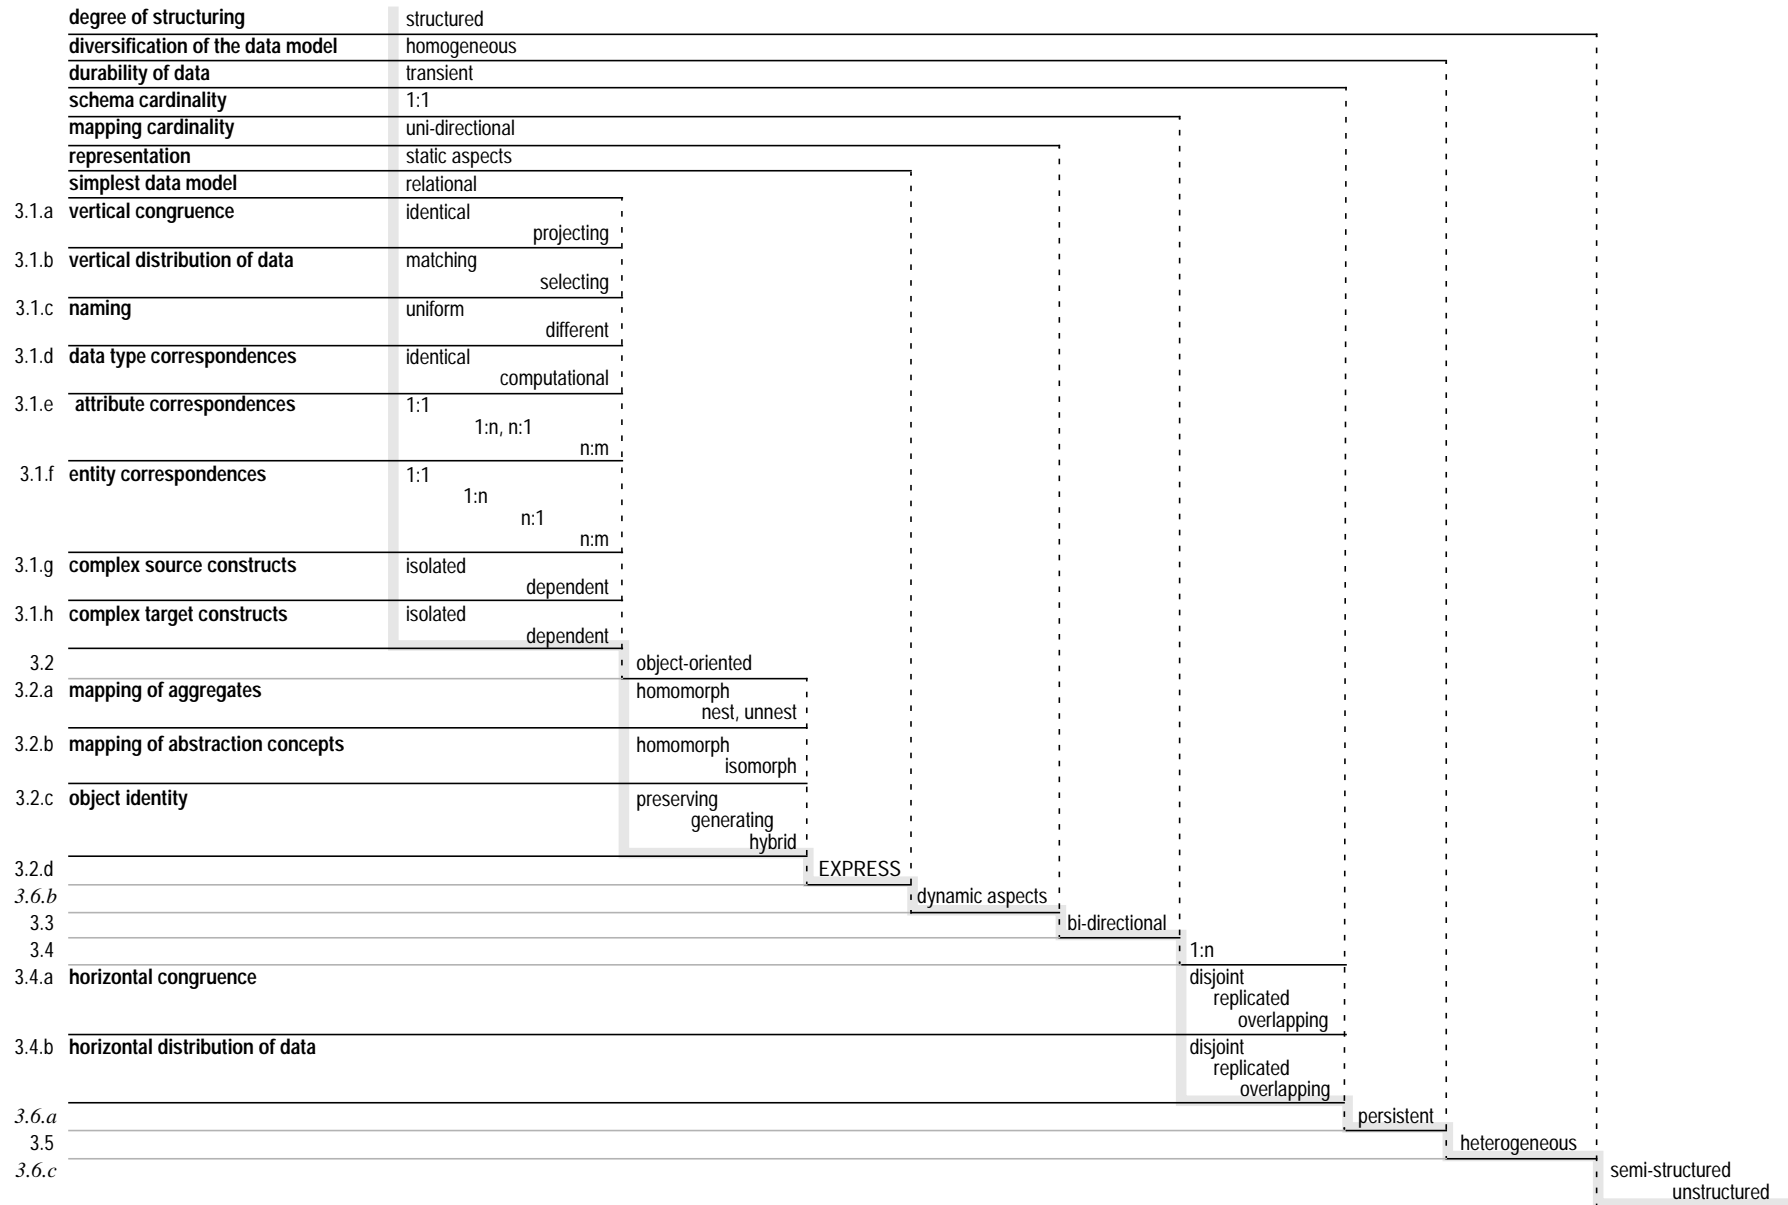 degree of structuring structured
diversification of the data model homogeneous
durability of data transient
schema cardinality 1:1
mapping cardinality uni-directional
representation static aspects
simplest data model relational
3.1.a vertical congruence identical
projecting
3.1.b vertical distribution of data matching
selecting
3.1.c naming uniform
different
3.1.d data type correspondences identical
computational
3.1.e attribute correspondences 1:1
1:n, n:1
n:m
3.1.f entity correspondences 1:1
1:n
n:1
n:m
3.1.g complex source constructs isolated
dependent
3.1.h complex target constructs isolated
dependent
3.2 object-oriented
3.2.a mapping of aggregates homomorph
nest, unnest
3.2.b mapping of abstraction concepts homomorph
isomorph
3.2.c object identity preserving
generating
hybrid
3.2.d EXPRESS
3.6.b dynamic aspects
3.3 bi-directional
3.4 1:n
3.4.a horizontal congruence disjoint
replicated
overlapping
3.4.b horizontal distribution of data disjoint
replicated
overlapping
3.6.a persistent
3.5 heterogeneous
3.6.c semi-structured
unstructured